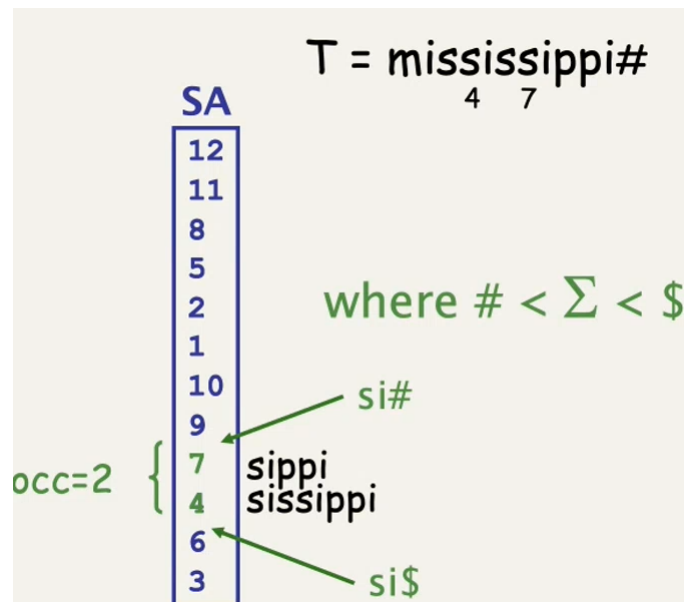 T = mississippi#
4 7
SA
12
11
8
5
2
where # < Σ < $
1
10
si#
9
7 sippi
occ=2
4 sissippi
6
3
si$